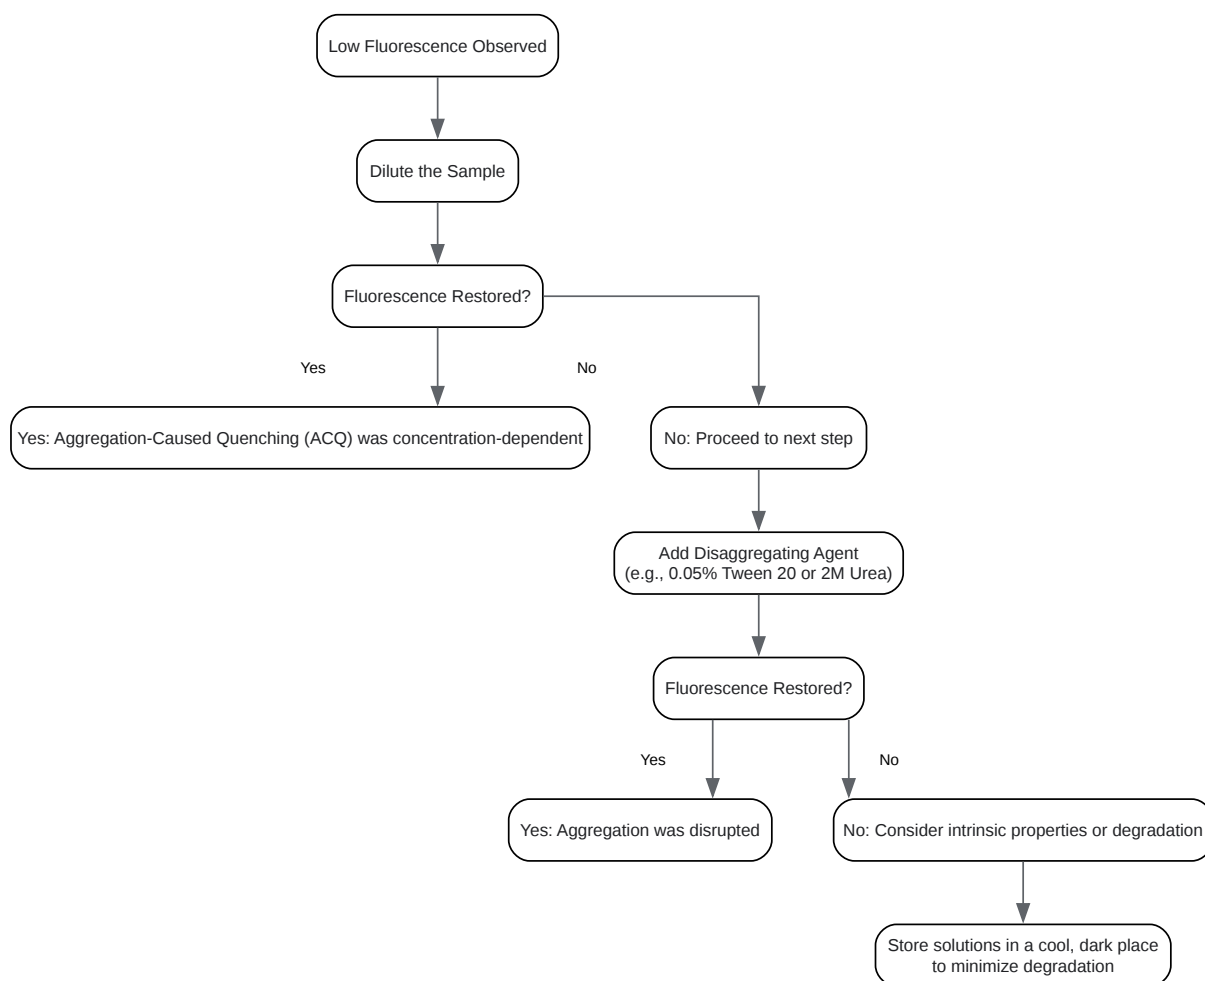 Low Fluorescence Observed
Dilute the Sample
Fluorescence Restored?
Yes
No
Yes: Aggregation-Caused Quenching (ACQ) was concentration-dependent
No: Proceed to next step
Add Disaggregating Agent
(e.g., 0.05% Tween 20 or 2M Urea)
Fluorescence Restored?
Yes
No
Yes: Aggregation was disrupted
No: Consider intrinsic properties or degradation
Store solutions in a cool, dark place
to minimize degradation